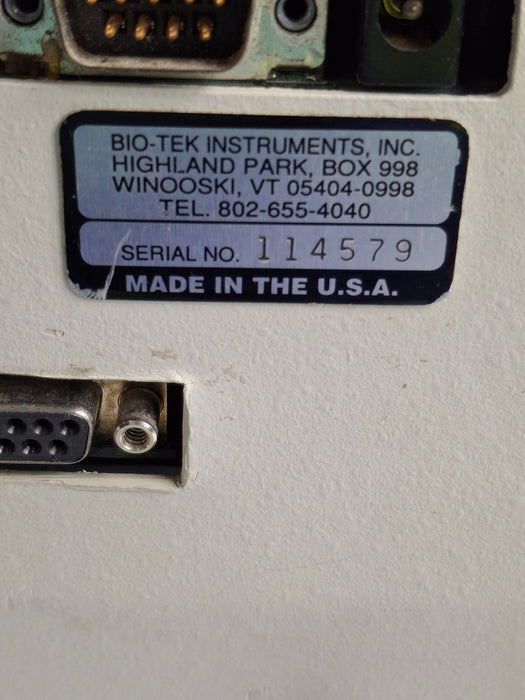 BIO-TEK INSTRUMENTS, INC.
HIGHLAND PARK, BOX 998
WINOOSKI, VT 05404-0998
TEL. 802-655-4040
SERIAL NO. 114579
MADE IN THE U.S.A.